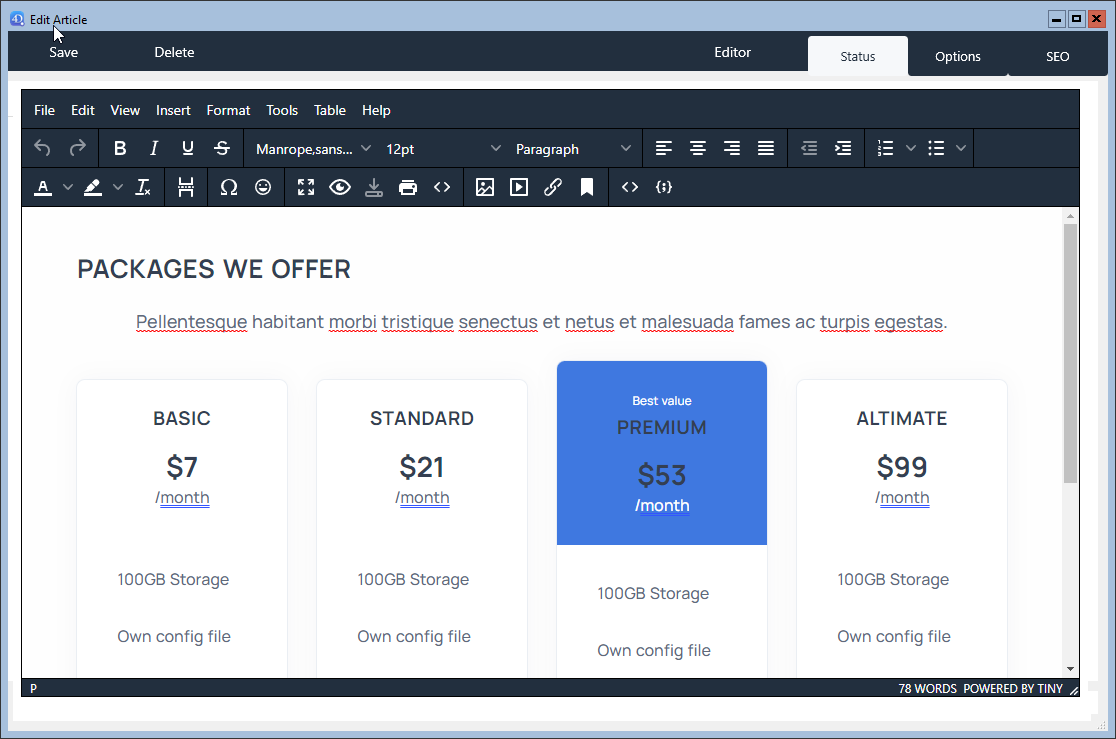 Edit Article
Save Delete Editor Status Options SEO
File Edit View Insert Format Tools Table Help
B I U S Manrope,sans... 12pt Paragraph
PACKAGES WE OFFER
Pellentesque habitant morbi tristique senectus et netus et malesuada fames ac turpis egestas.
BASIC
$7
/month
100GB Storage
Own config file
STANDARD
$21
/month
100GB Storage
Own config file
Best value
PREMIUM
$53
/month
100GB Storage
Own config file
ALTIMATE
$99
/month
100GB Storage
Own config file
P 78 WORDS POWERED BY TINY